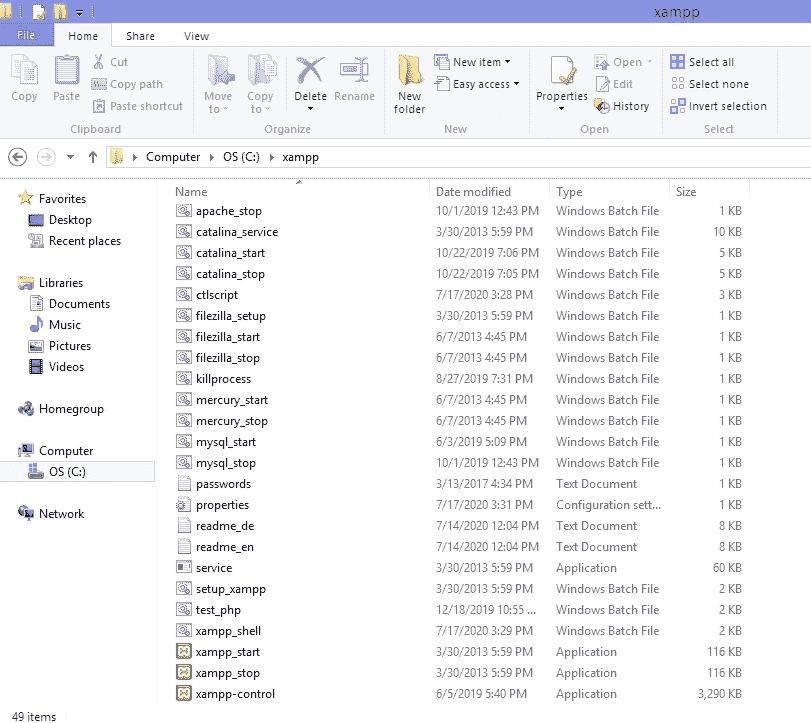 xampp
File Home Share View
Copy Paste Cut Copy path Paste shortcut Move to Copy to Delete Rename New folder New item Easy access Properties Open Edit History Select all Select none Invert selection
Clipboard Organize New Open Select
Computer OS (C:) xampp
Favorites
Desktop
Recent places
Libraries
Documents
Music
Pictures
Videos
Homegroup
Computer
OS (C:)
Network
Name Date modified Type Size
apache_stop 10/1/2019 12:43 PM Windows Batch File 1 KB
catalina_service 3/30/2013 5:59 PM Windows Batch File 10 KB
catalina_start 10/22/2019 7:06 PM Windows Batch File 5 KB
catalina_stop 10/22/2019 7:05 PM Windows Batch File 5 KB
ctlscript 7/17/2020 3:28 PM Windows Batch File 3 KB
filezilla_setup 3/30/2013 5:59 PM Windows Batch File 1 KB
filezilla_start 6/7/2013 4:45 PM Windows Batch File 1 KB
filezilla_stop 6/7/2013 4:45 PM Windows Batch File 1 KB
killprocess 8/27/2019 7:31 PM Windows Batch File 1 KB
mercury_start 6/7/2013 4:45 PM Windows Batch File 1 KB
mercury_stop 6/7/2013 4:45 PM Windows Batch File 1 KB
mysql_start 6/3/2019 5:09 PM Windows Batch File 1 KB
mysql_stop 10/1/2019 12:43 PM Windows Batch File 1 KB
passwords 3/13/2017 4:34 PM Text Document 1 KB
properties 7/17/2020 3:31 PM Configuration sett... 1 KB
readme_de 7/14/2020 12:04 PM Text Document 8 KB
readme_en 7/14/2020 12:04 PM Text Document 8 KB
service 3/30/2013 5:59 PM Application 60 KB
setup_xampp 3/30/2013 5:59 PM Windows Batch File 2 KB
test_php 12/18/2019 10:55 ... Windows Batch File 2 KB
xampp_shell 7/17/2020 3:29 PM Windows Batch File 2 KB
xampp_start 3/30/2013 5:59 PM Application 116 KB
xampp_stop 3/30/2013 5:59 PM Application 116 KB
xampp-control 6/5/2019 5:40 PM Application 3,290 KB
49 items